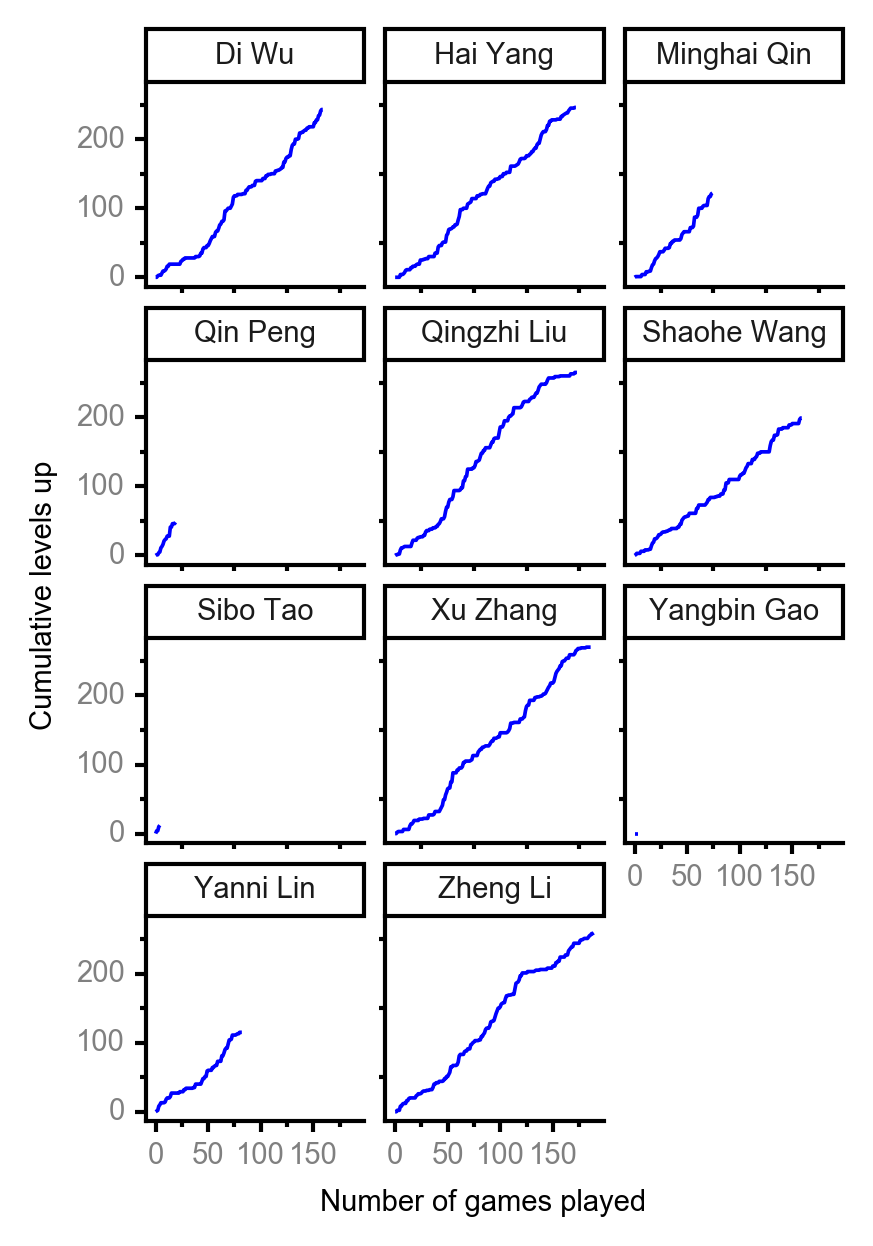 Di Wu
Hai Yang
Minghai Qin
200
100
0
Qin Peng
Qingzhi Liu
Shaohe Wang
200
100
0
Cumulative levels up
Sibo Tao
Xu Zhang
Yangbin Gao
200
100
0
0 50 100 150
Yanni Lin
Zheng Li
200
100
0
0 50 100 150
0 50 100 150
Number of games played